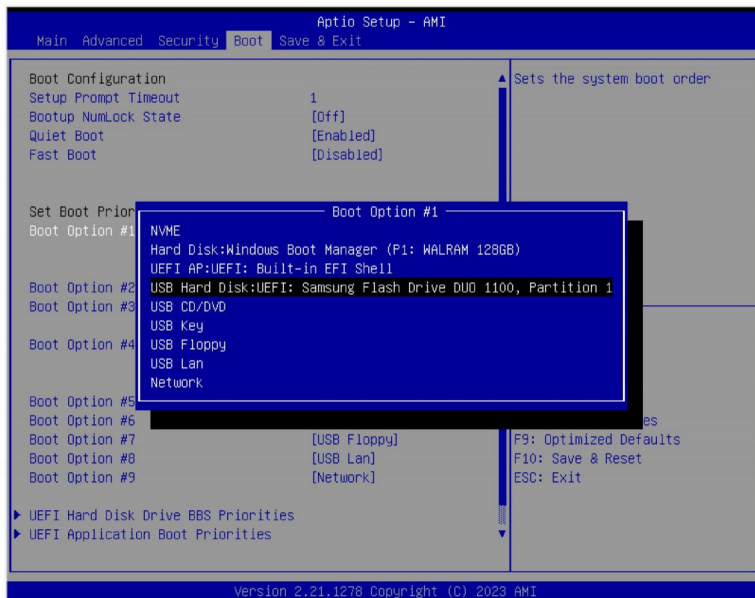 Aptio Setup – AMI
Main Advanced Security Boot Save & Exit
Boot Configuration
Setup Prompt Timeout 1
Bootup NumLock State [Off]
Quiet Boot [Enabled]
Fast Boot [Disabled]
Sets the system boot order
Set Boot Prior
Boot Option #1
Boot Option #2
Boot Option #3
Boot Option #4
Boot Option #5
Boot Option #6
Boot Option #7 [USB Floppy]
Boot Option #8 [USB Lan]
Boot Option #9 [Network]
UEFI Hard Disk Drive BBS Priorities
UEFI Application Boot Priorities
Boot Option #1
NVME
Hard Disk:Windows Boot Manager (P1: WALRAM 128GB)
UEFI AP:UEFI: Built-in EFI Shell
USB Hard Disk:UEFI: Samsung Flash Drive DUO 1100, Partition 1
USB CD/DVD
USB Key
USB Floppy
USB Lan
Network
es
F9: Optimized Defaults
F10: Save & Reset
ESC: Exit
Version 2.21.1278 Copyright (C) 2023 AMI